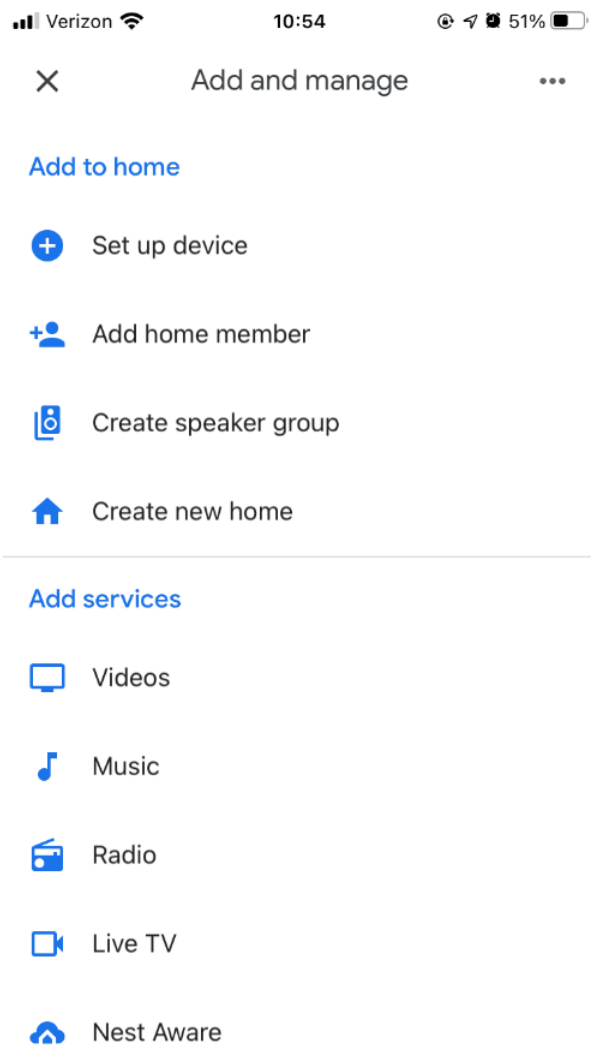 Verizon 10:54 51%
Add and manage
Add to home
Set up device
Add home member
Create speaker group
Create new home
Add services
Videos
Music
Radio
Live TV
Nest Aware